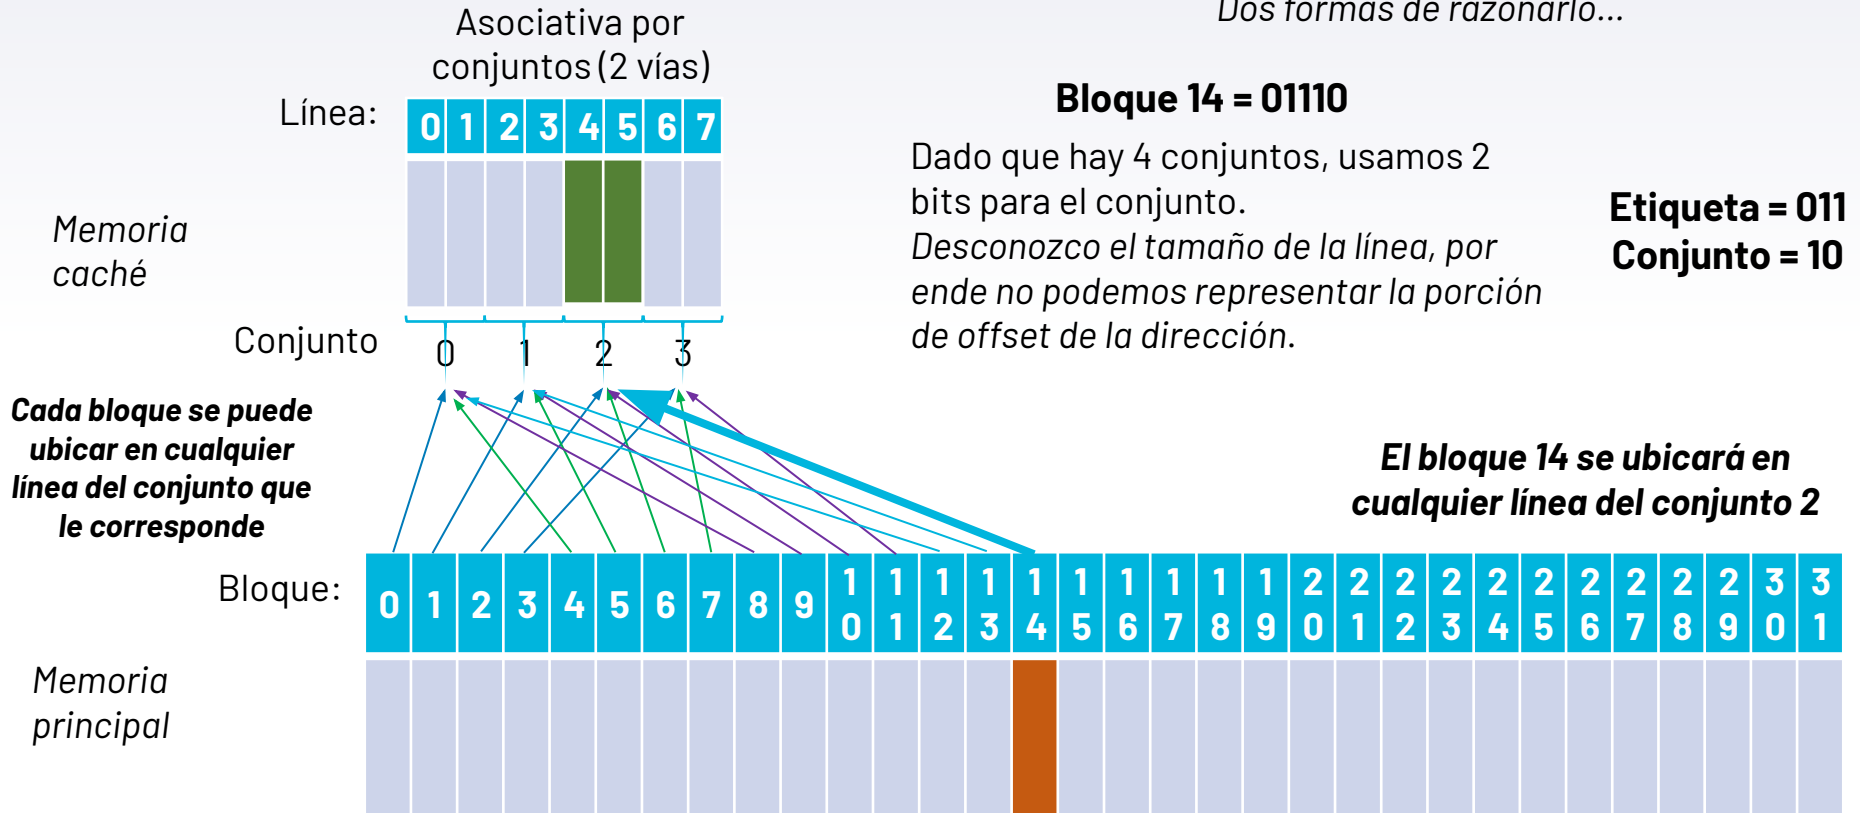 Dos formas de razonarlo...
Asociativa por
conjuntos (2 vías)
Línea:
0 1 2 3 4 5 6 7
Memoria
caché
Conjunto
0 1 2 3
Bloque 14 = 01110
Dado que hay 4 conjuntos, usamos 2
bits para el conjunto.
Desconozco el tamaño de la línea, por
ende no podemos representar la porción
de offset de la dirección.
Etiqueta = 011
Conjunto = 10
Cada bloque se puede
ubicar en cualquier
línea del conjunto que
le corresponde
El bloque 14 se ubicará en
cualquier línea del conjunto 2
Bloque:
0 1 2 3 4 5 6 7 8 9 10 11 12 13 14 15 16 17 18 19 20 21 22 23 24 25 26 27 28 29 30 31
Memoria
principal